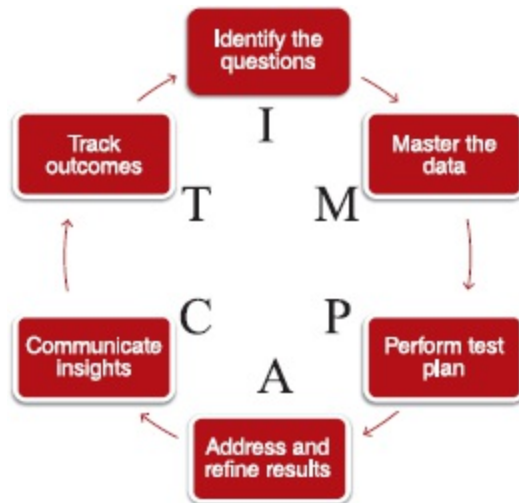 Identify the
questions
I
Master the
data
M
Perform test
plan
P
Address and
refine results
A
Communicate
insights
C
Track
outcomes
T